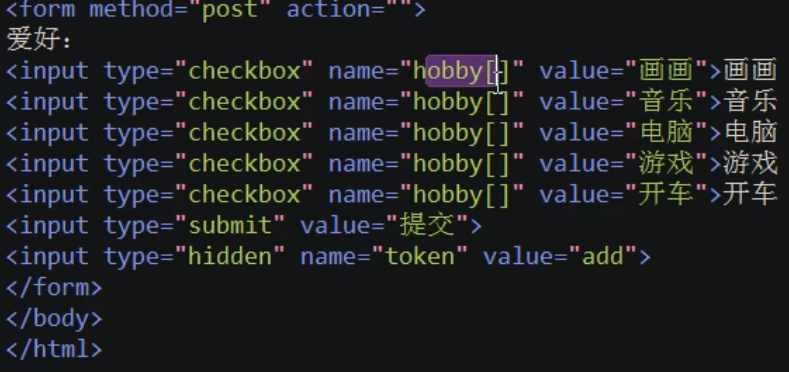 <form method="post" action="">
爱好:
<input type="checkbox" name="hobby[]" value="画画">画画
<input type="checkbox" name="hobby[]" value="音乐">音乐
<input type="checkbox" name="hobby[]" value="电脑">电脑
<input type="checkbox" name="hobby[]" value="游戏">游戏
<input type="checkbox" name="hobby[]" value="开车">开车
<input type="submit" value="提交">
<input type="hidden" name="token" value="add">
</form>
</body>
</html>